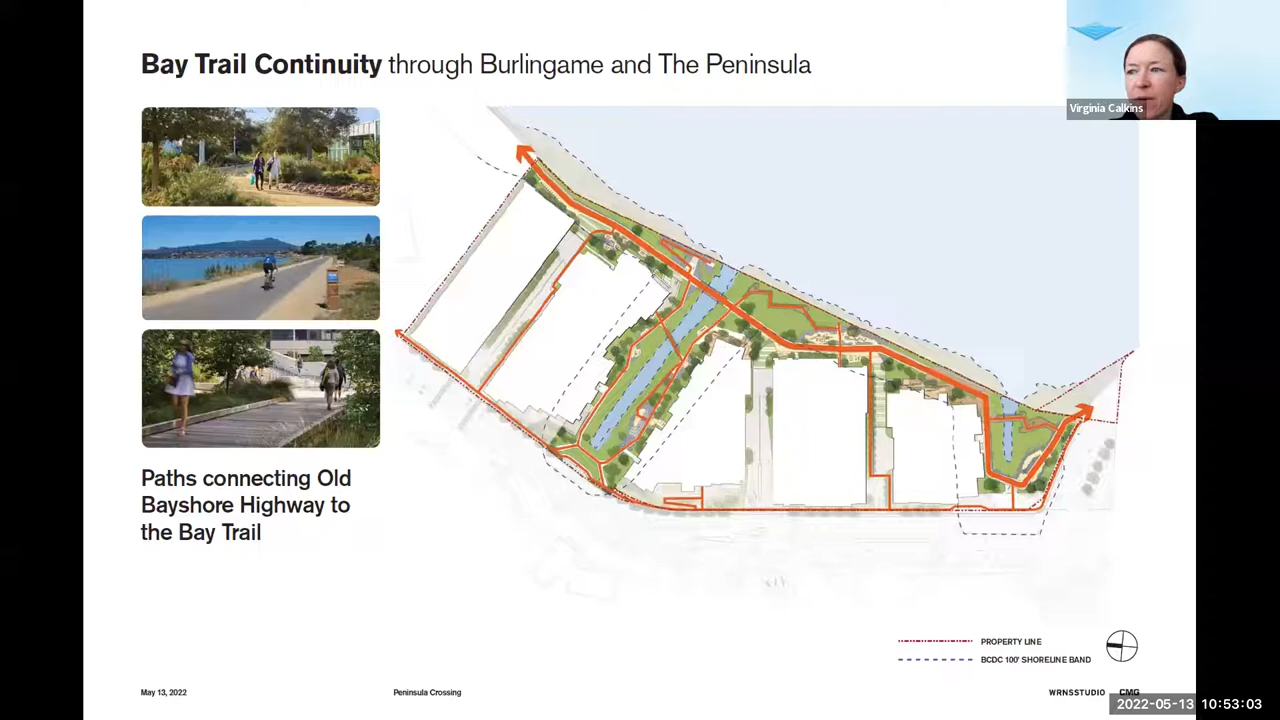 Bay Trail Continuity through Burlingame and The Peninsula
Virginia Calkins
Paths connecting Old
Bayshore Highway to
the Bay Trail
PROPERTY LINE
BCDC 100' SHORELINE BAND
May 13, 2022
Peninsula Crossing
WRNSSTUDIO
CMG
2022-05-13 10:53:03